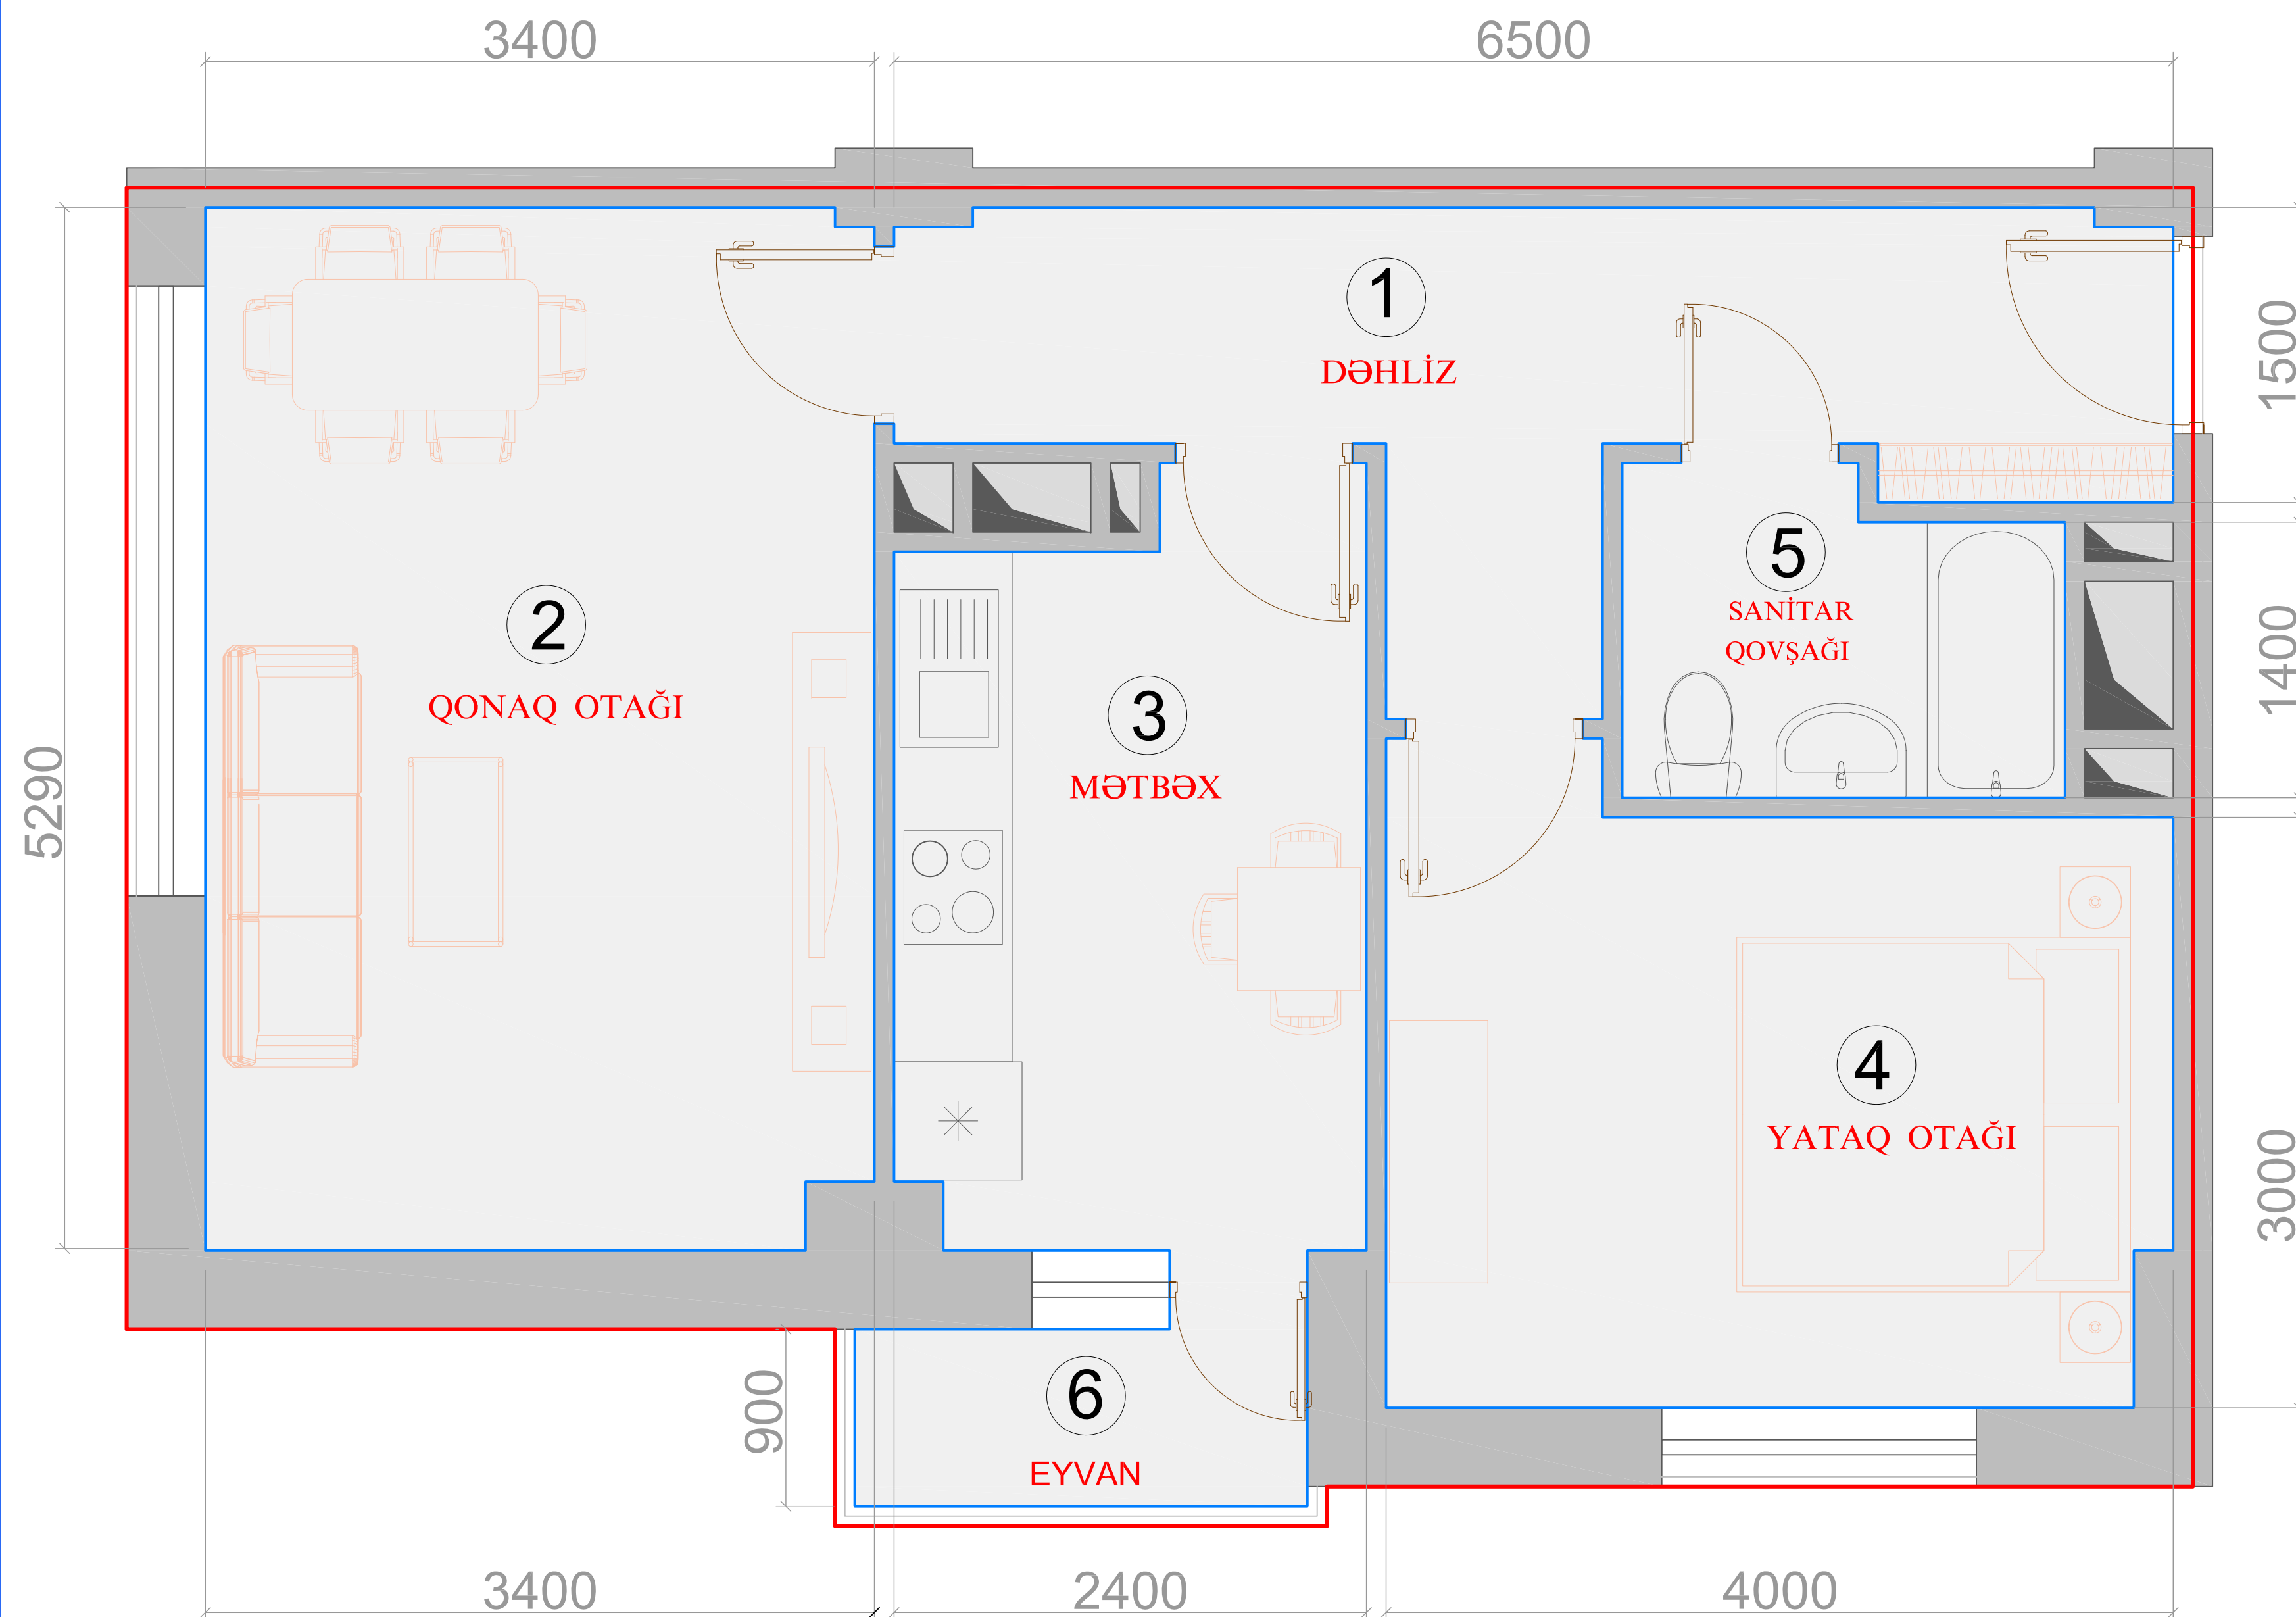 3400
6500
1
DƏHLİZ
1500
2
QONAQ OTAĞI
5
SANİTAR
QOVŞAĞI
1400
3
MƏTBƏX
5290
4
YATAQ OTAĞI
3000
900
6
EYVAN
3400
2400
4000